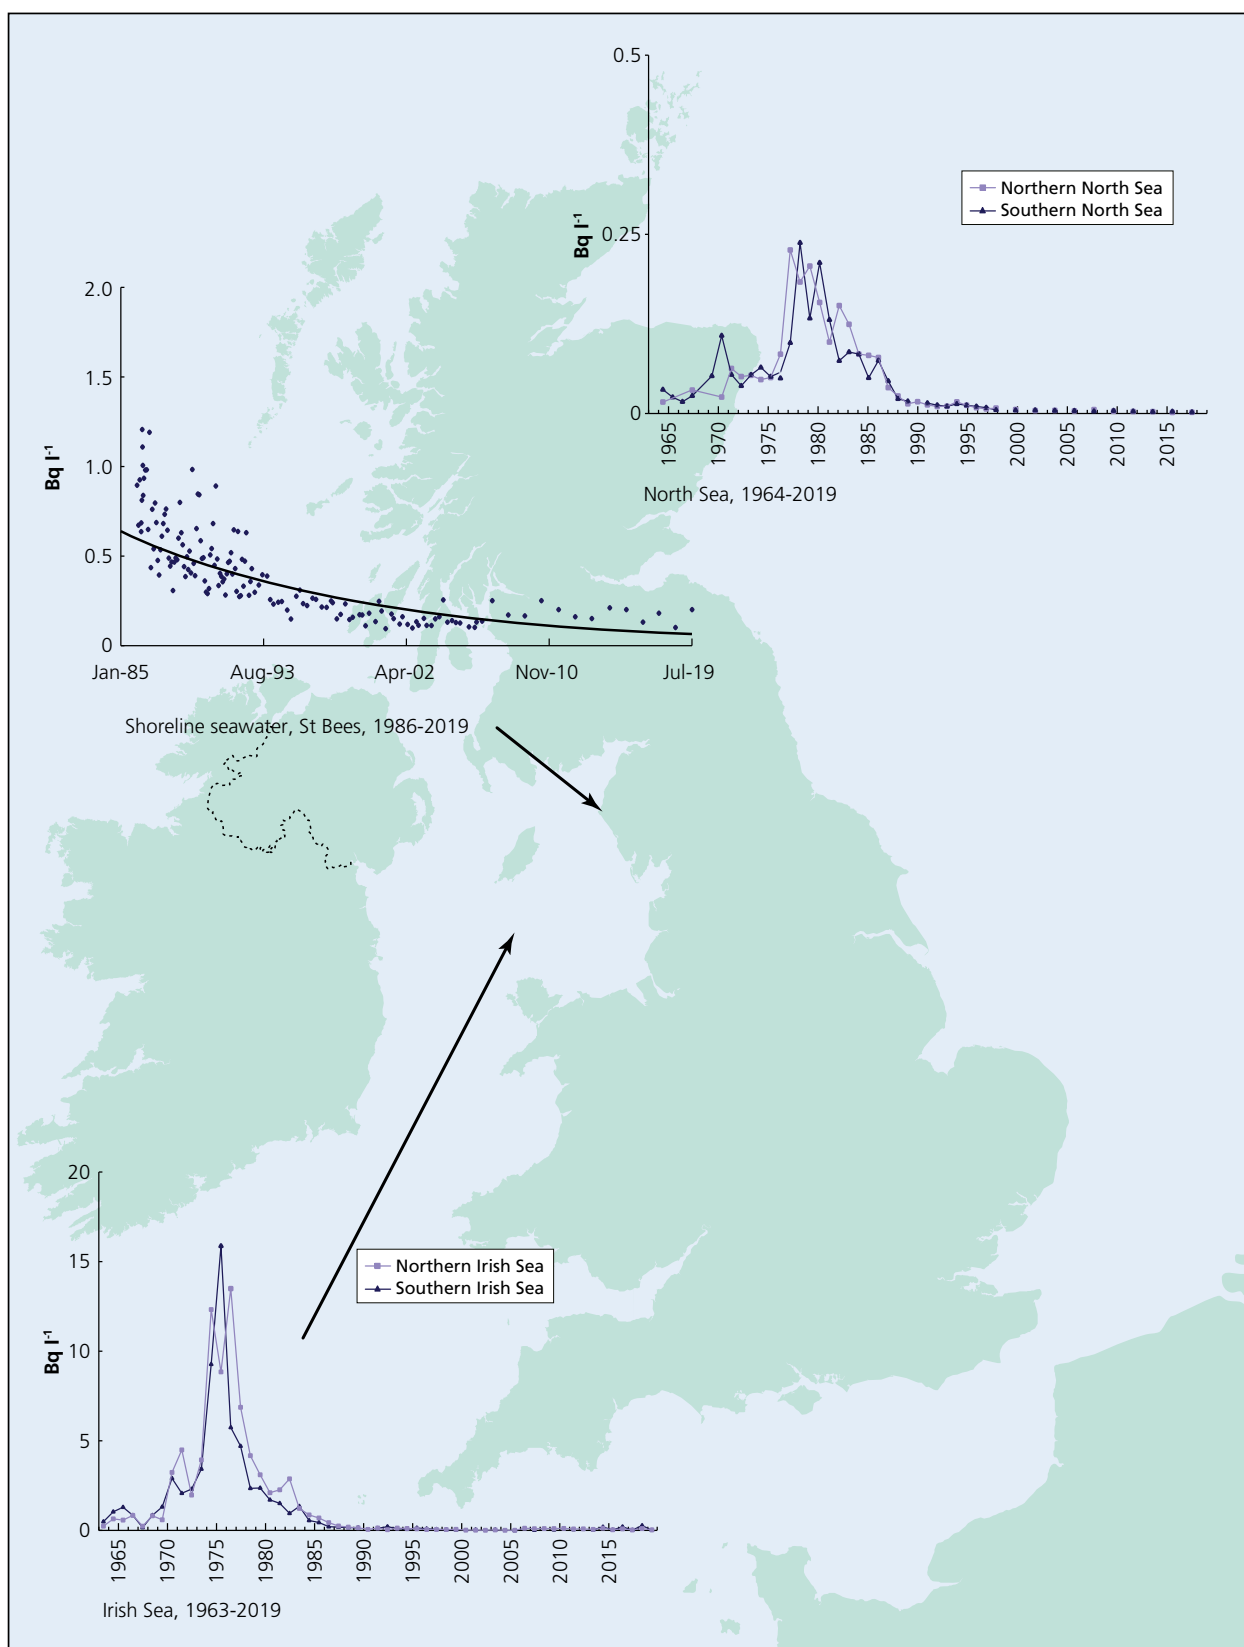 0.5
0.25
0
Bq l⁻¹
Northern North Sea
Southern North Sea
1965 1970 1975 1980 1985 1990 1995 2000 2005 2010 2015
North Sea, 1964-2019
2.0
1.5
1.0
0.5
0
Bq l⁻¹
Jan-85 Aug-93 Apr-02 Nov-10 Jul-19
Shoreline seawater, St Bees, 1986-2019
20
15
10
5
0
Bq l⁻¹
Northern Irish Sea
Southern Irish Sea
1965 1970 1975 1980 1985 1990 1995 2000 2005 2010 2015
Irish Sea, 1963-2019